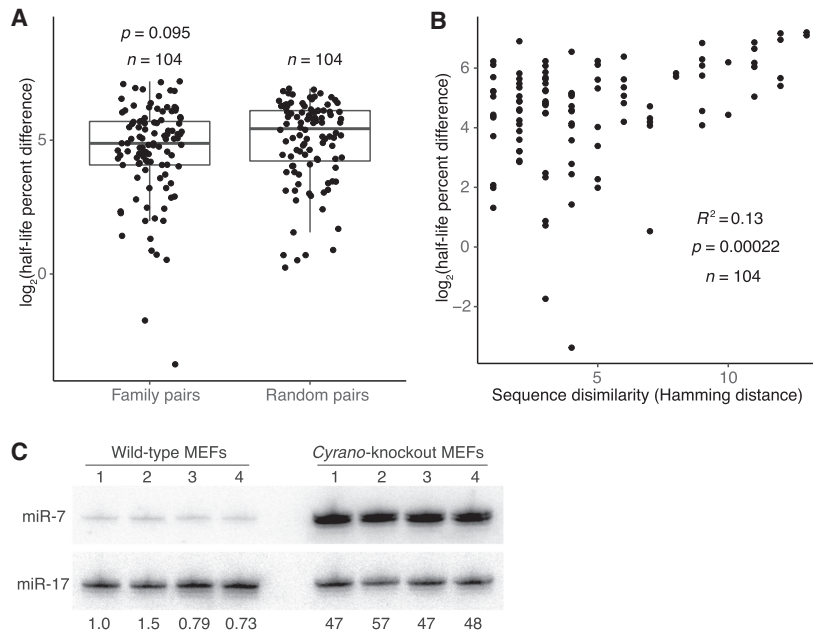 A
p = 0.095
n = 104
n = 104
log2(half-life percent difference)
5
0
Family pairs
Random pairs
B
log2(half-life percent difference)
6
4
2
0
−2
R2 = 0.13
p = 0.00022
n = 104
5
10
Sequence disimilarity (Hamming distance)
C
Wild-type MEFs
Cyrano-knockout MEFs
1 2 3 4
1 2 3 4
miR-7
miR-17
1.0 1.5 0.79 0.73
47 57 47 48